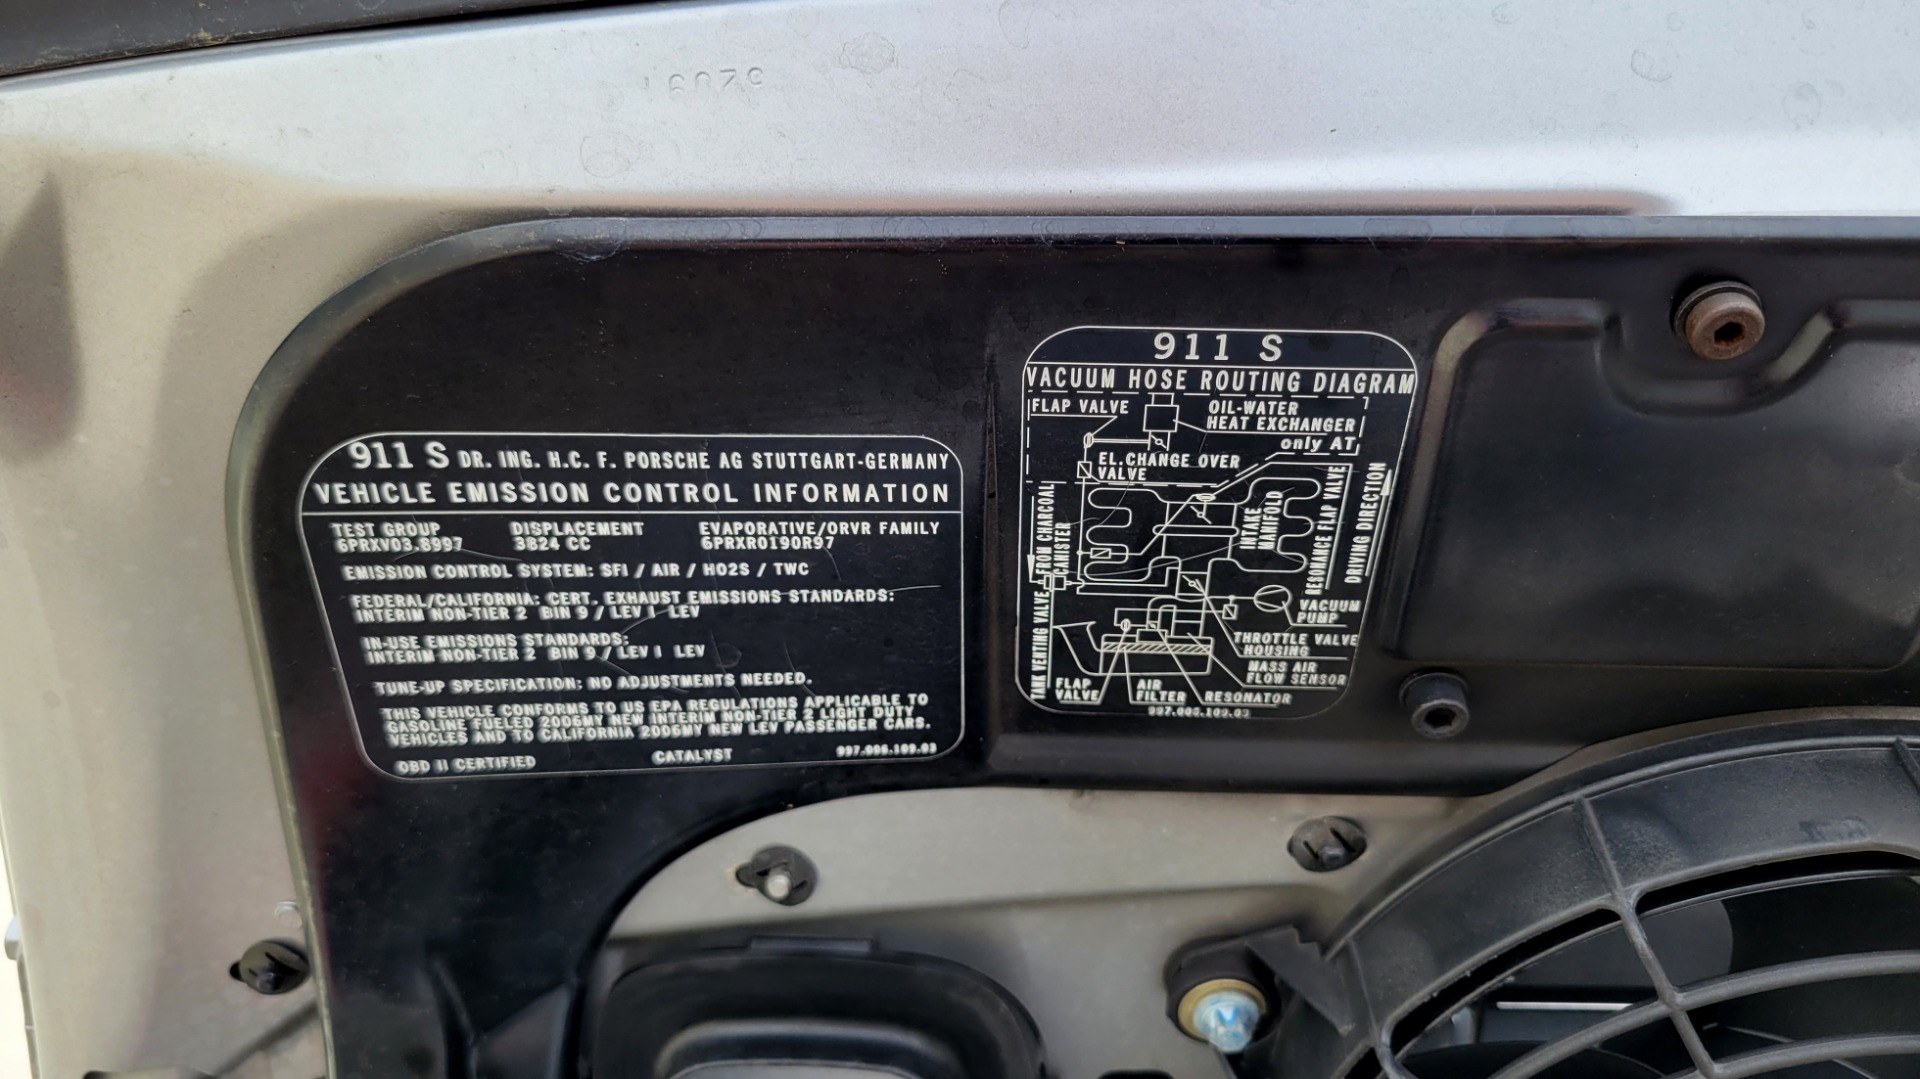 911 S DR. ING. H.C. F. PORSCHE AG STUTTGART-GERMANY
VEHICLE EMISSION CONTROL INFORMATION
TEST GROUP DISPLACEMENT EVAPORATIVE/ORVR FAMILY
6PRXV03.8997 3824 CC 6PRXR0190R97
EMISSION CONTROL SYSTEM: SFI / AIR / HO2S / TWC
FEDERAL/CALIFORNIA: CERT. EXHAUST EMISSIONS STANDARDS:
INTERIM NON-TIER 2 BIN 9 / LEV I LEV
IN-USE EMISSIONS STANDARDS:
INTERIM NON-TIER 2 BIN 9 / LEV I LEV
TUNE-UP SPECIFICATION: NO ADJUSTMENTS NEEDED.
THIS VEHICLE CONFORMS TO US EPA REGULATIONS APPLICABLE TO
GASOLINE FUELED 2006MY NEW INTERIM NON-TIER 2 LIGHT DUTY
VEHICLES AND TO CALIFORNIA 2006MY NEW LEV PASSENGER CARS.
OBD II CERTIFIED CATALYST 997.006.109.03
911 S
VACUUM HOSE ROUTING DIAGRAM
FLAP VALVE
OIL-WATER
HEAT EXCHANGER
only AT
EL.CHANGE OVER
VALVE
FROM CHARCOAL
CANISTER
INTAKE
MANIFOLD
RESONANCE FLAP VALVE
DRIVING DIRECTION
TANK VENTING VALVE
VACUUM
PUMP
THROTTLE VALVE
HOUSING
MASS AIR
FLOW SENSOR
FLAP
VALVE
AIR
FILTER
RESONATOR
997.006.109.03